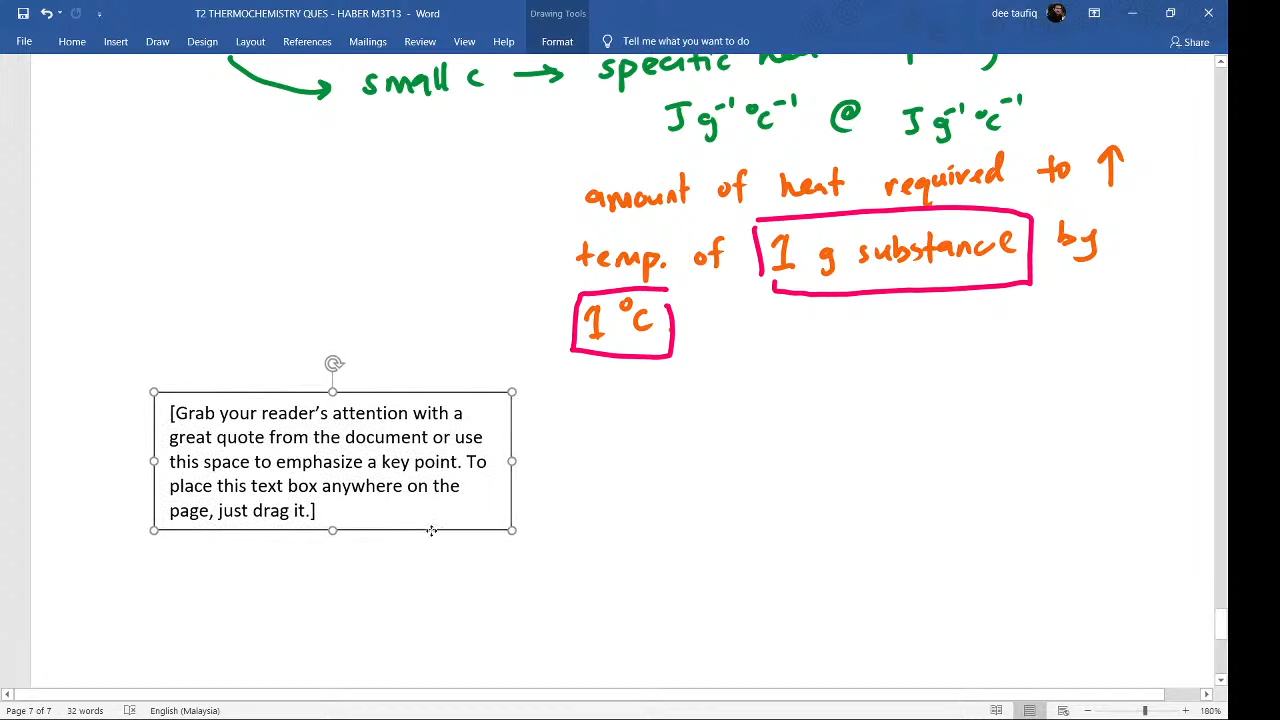 T2 THERMOCHEMISTRY QUES - HABER M3T13 - Word
Drawing Tools
dee taufiq
File Home Insert Draw Design Layout References Mailings Review View Help Format Tell me what you want to do Share
small c → specific
J g⁻¹ °C⁻¹ @ J g⁻¹ °C⁻¹
amount of heat required to ↑
temp. of 1 g substance by
1 °C
[Grab your reader’s attention with a
great quote from the document or use
this space to emphasize a key point. To
place this text box anywhere on the
page, just drag it.]
Page 7 of 7 32 words English (Malaysia) 180%